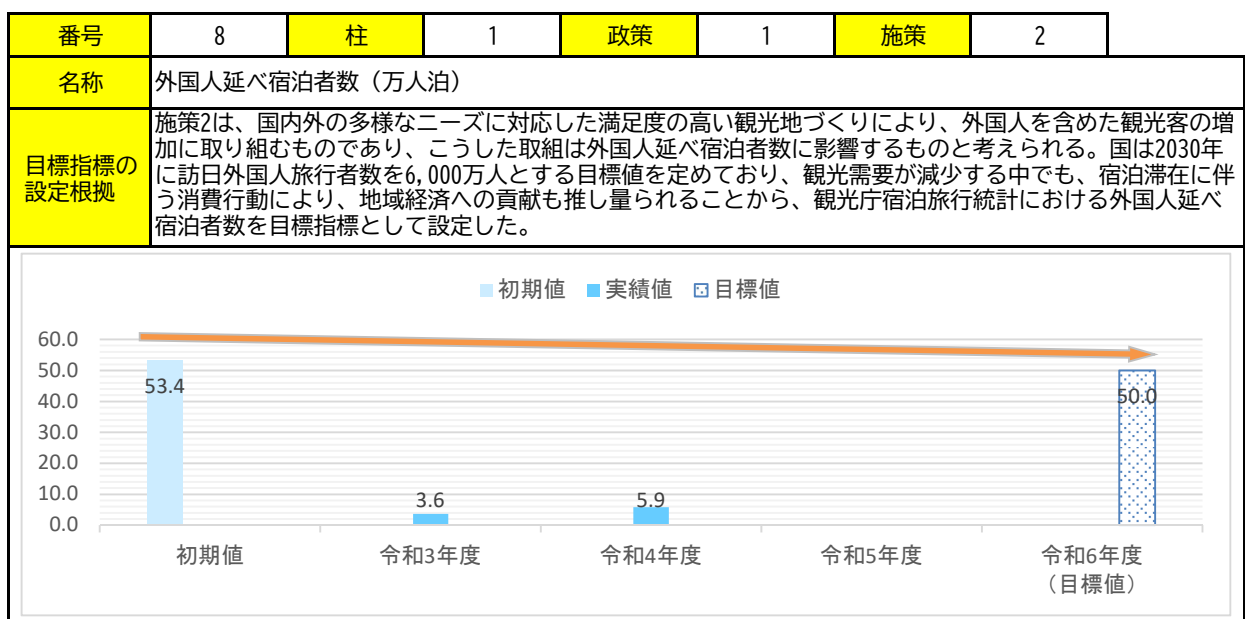 番号 8 柱 1 政策 1 施策 2
名称 外国人延べ宿泊者数（万人泊）
目標指標の設定根拠
施策2は、国内外の多様なニーズに対応した満足度の高い観光地づくりにより、外国人を含めた観光客の増
加に取り組むものであり、こうした取組は外国人延べ宿泊者数に影響するものと考えられる。国は2030年
に訪日外国人旅行者数を6,000万人とする目標値を定めており、観光需要が減少する中でも、宿泊滞在に伴
う消費行動により、地域経済への貢献も推し量られることから、観光庁宿泊旅行統計における外国人延べ
宿泊者数を目標指標として設定した。
初期値 実績値 目標値
60.0
50.0
40.0
30.0
20.0
10.0
0.0
53.4
3.6
5.9
50.0
初期値 令和3年度 令和4年度 令和5年度 令和6年度
（目標値）